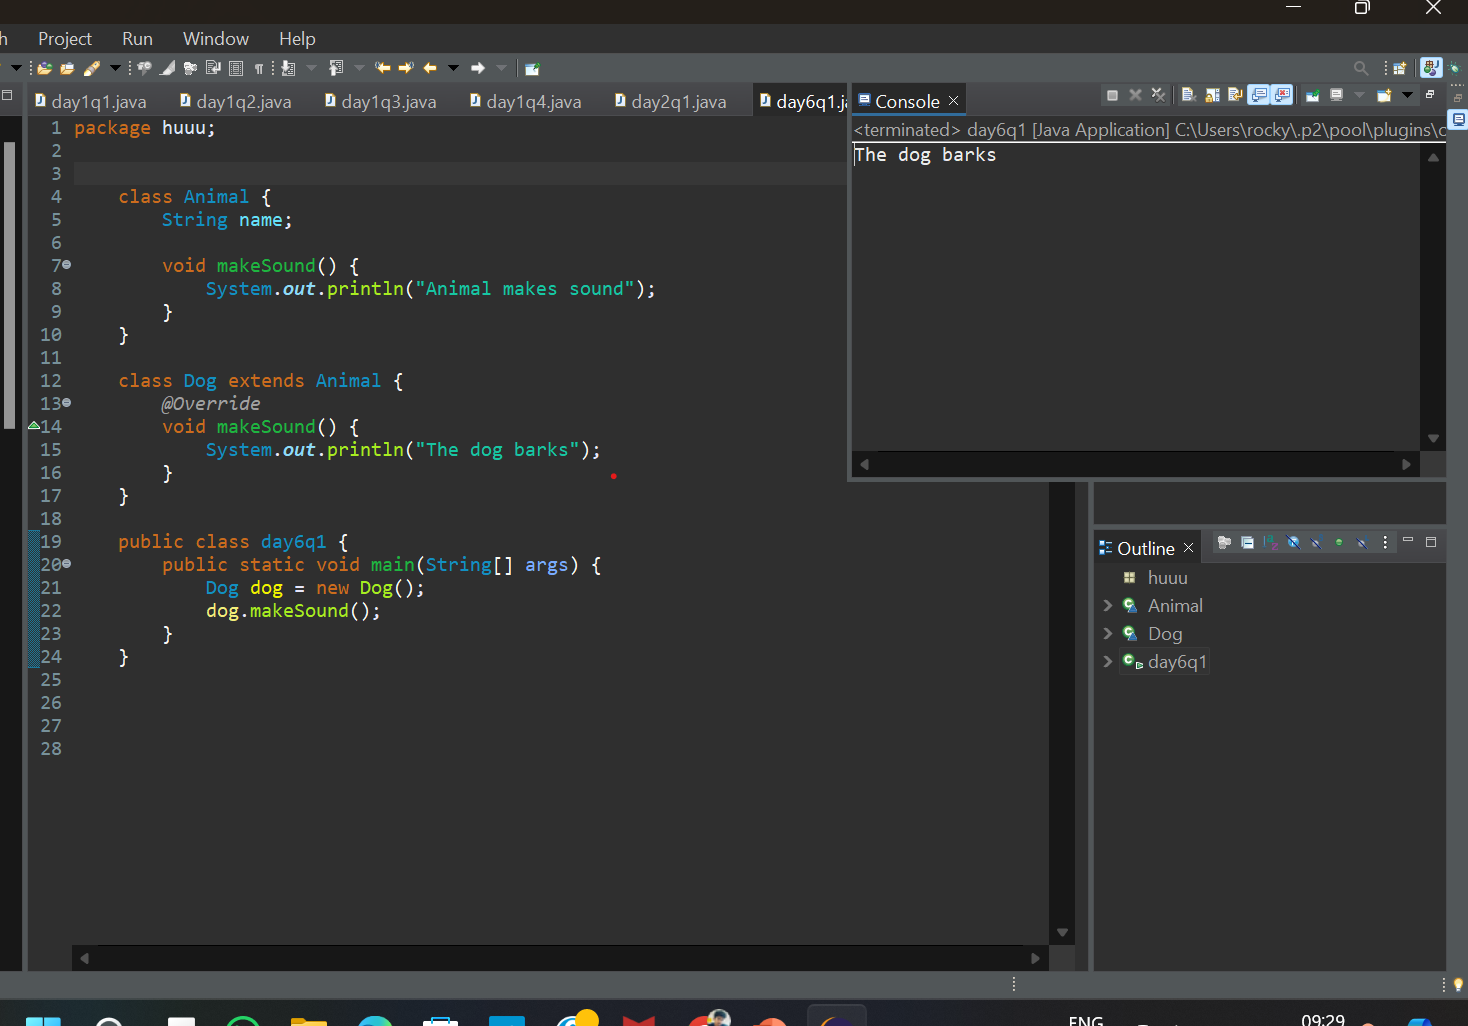 h Project Run Window Help
day1q1.java day1q2.java day1q3.java day1q4.java day2q1.java day6q1.ja
Console
<terminated> day6q1 [Java Application] C:\Users\rocky\.p2\pool\plugins\o
The dog barks
1 package huuu;
2
3
4 class Animal {
5 String name;
6
7 void makeSound() {
8 System.out.println("Animal makes sound");
9 }
10 }
11
12 class Dog extends Animal {
13 @Override
14 void makeSound() {
15 System.out.println("The dog barks");
16 }
17 }
18
19 public class day6q1 {
20 public static void main(String[] args) {
21 Dog dog = new Dog();
22 dog.makeSound();
23 }
24 }
25
26
27
28
Outline
huuu
Animal
Dog
day6q1
ENG
09:29